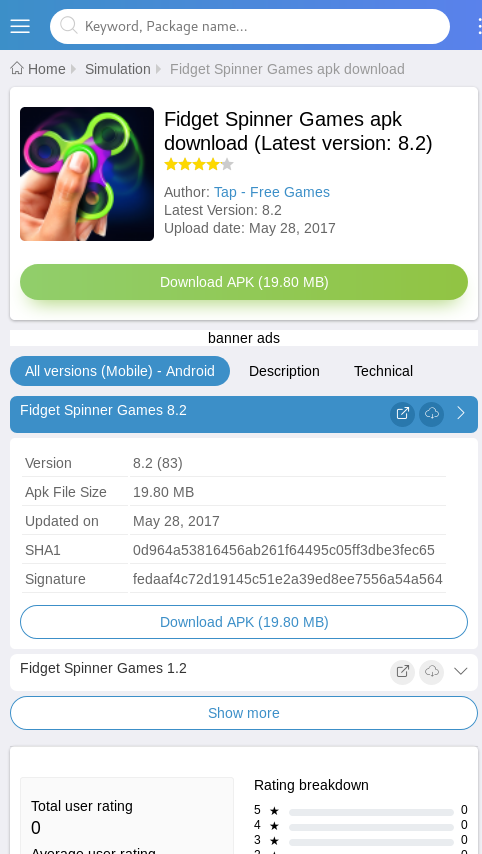 Keyword, Package name...
Home Simulation Fidget Spinner Games apk download
Fidget Spinner Games apk
download (Latest version: 8.2)
Author: Tap - Free Games
Latest Version: 8.2
Upload date: May 28, 2017
Download APK (19.80 MB)
banner ads
All versions (Mobile) - Android Description Technical
Fidget Spinner Games 8.2
Version 8.2 (83)
Apk File Size 19.80 MB
Updated on May 28, 2017
SHA1 0d964a53816456ab261f64495c05ff3dbe3fec65
Signature fedaaf4c72d19145c51e2a39ed8ee7556a54a564
Download APK (19.80 MB)
Fidget Spinner Games 1.2
Show more
Rating breakdown
Total user rating
0
5 ★ 0
4 ★ 0
3 ★ 0
Average user rating